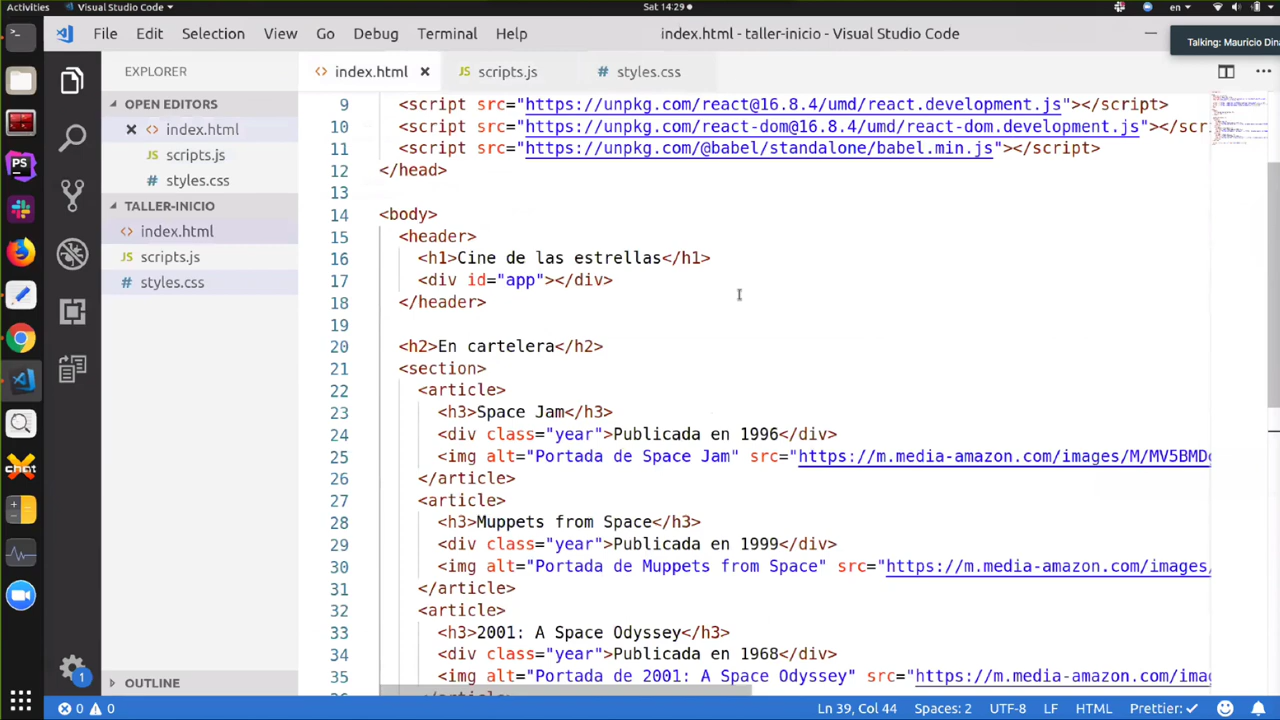 Activities
Visual Studio Code
Sat 14:29
en
File Edit Selection View Go Debug Terminal Help
index.html - taller-inicio - Visual Studio Code
Talking: Mauricio Dina
EXPLORER
OPEN EDITORS
index.html
scripts.js
styles.css
TALLER-INICIO
index.html
scripts.js
styles.css
OUTLINE
1
index.html
scripts.js
styles.css
9 <script src="https://unpkg.com/react@16.8.4/umd/react.development.js"></script>
10 <script src="https://unpkg.com/react-dom@16.8.4/umd/react-dom.development.js"></scr
11 <script src="https://unpkg.com/@babel/standalone/babel.min.js"></script>
12 </head>
13
14 <body>
15 <header>
16 <h1>Cine de las estrellas</h1>
17 <div id="app"></div>
18 </header>
19
20 <h2>En cartelera</h2>
21 <section>
22 <article>
23 <h3>Space Jam</h3>
24 <div class="year">Publicada en 1996</div>
25 <img alt="Portada de Space Jam" src="https://m.media-amazon.com/images/M/MV5BMD
26 </article>
27 <article>
28 <h3>Muppets from Space</h3>
29 <div class="year">Publicada en 1999</div>
30 <img alt="Portada de Muppets from Space" src="https://m.media-amazon.com/images/
31 </article>
32 <article>
33 <h3>2001: A Space Odyssey</h3>
34 <div class="year">Publicada en 1968</div>
35 <img alt="Portada de 2001: A Space Odyssey" src="https://m.media-amazon.com/imag
PS
chat
0 0
Ln 39, Col 44 Spaces: 2 UTF-8 LF HTML Prettier: